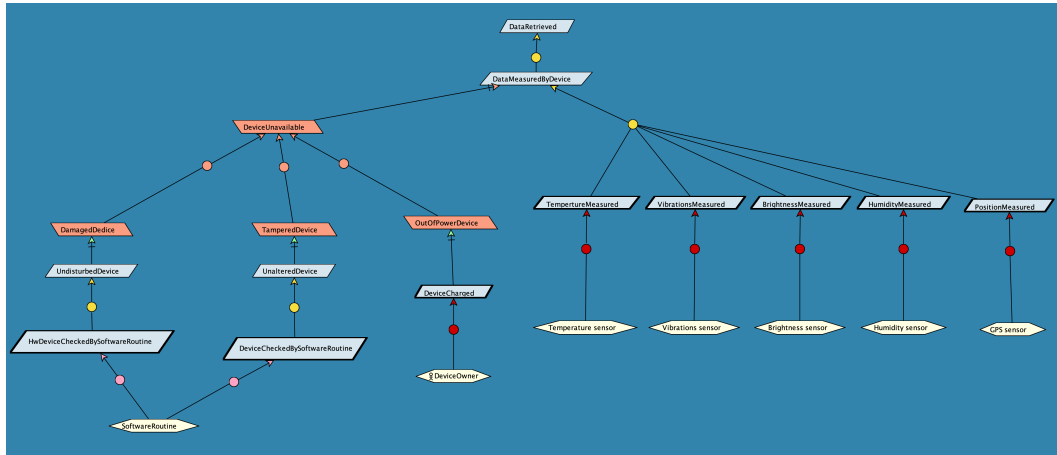 DataRetrieved
DataMeasuredByDevice
DeviceUnavailable
TempertureMeasured
VibrationsMeasured
BrightnessMeasured
HumidityMeasured
PositionMeasured
DamagedDedice
TamperedDevice
OutOfPowerDevice
UndisturbedDevice
UnalteredDevice
DeviceCharged
Temperature sensor
Vibrations sensor
Brightness sensor
Humidity sensor
GPS sensor
HwDeviceCheckedBySoftwareRoutine
DeviceCheckedBySoftwareRoutine
DeviceOwner
SoftwareRoutine